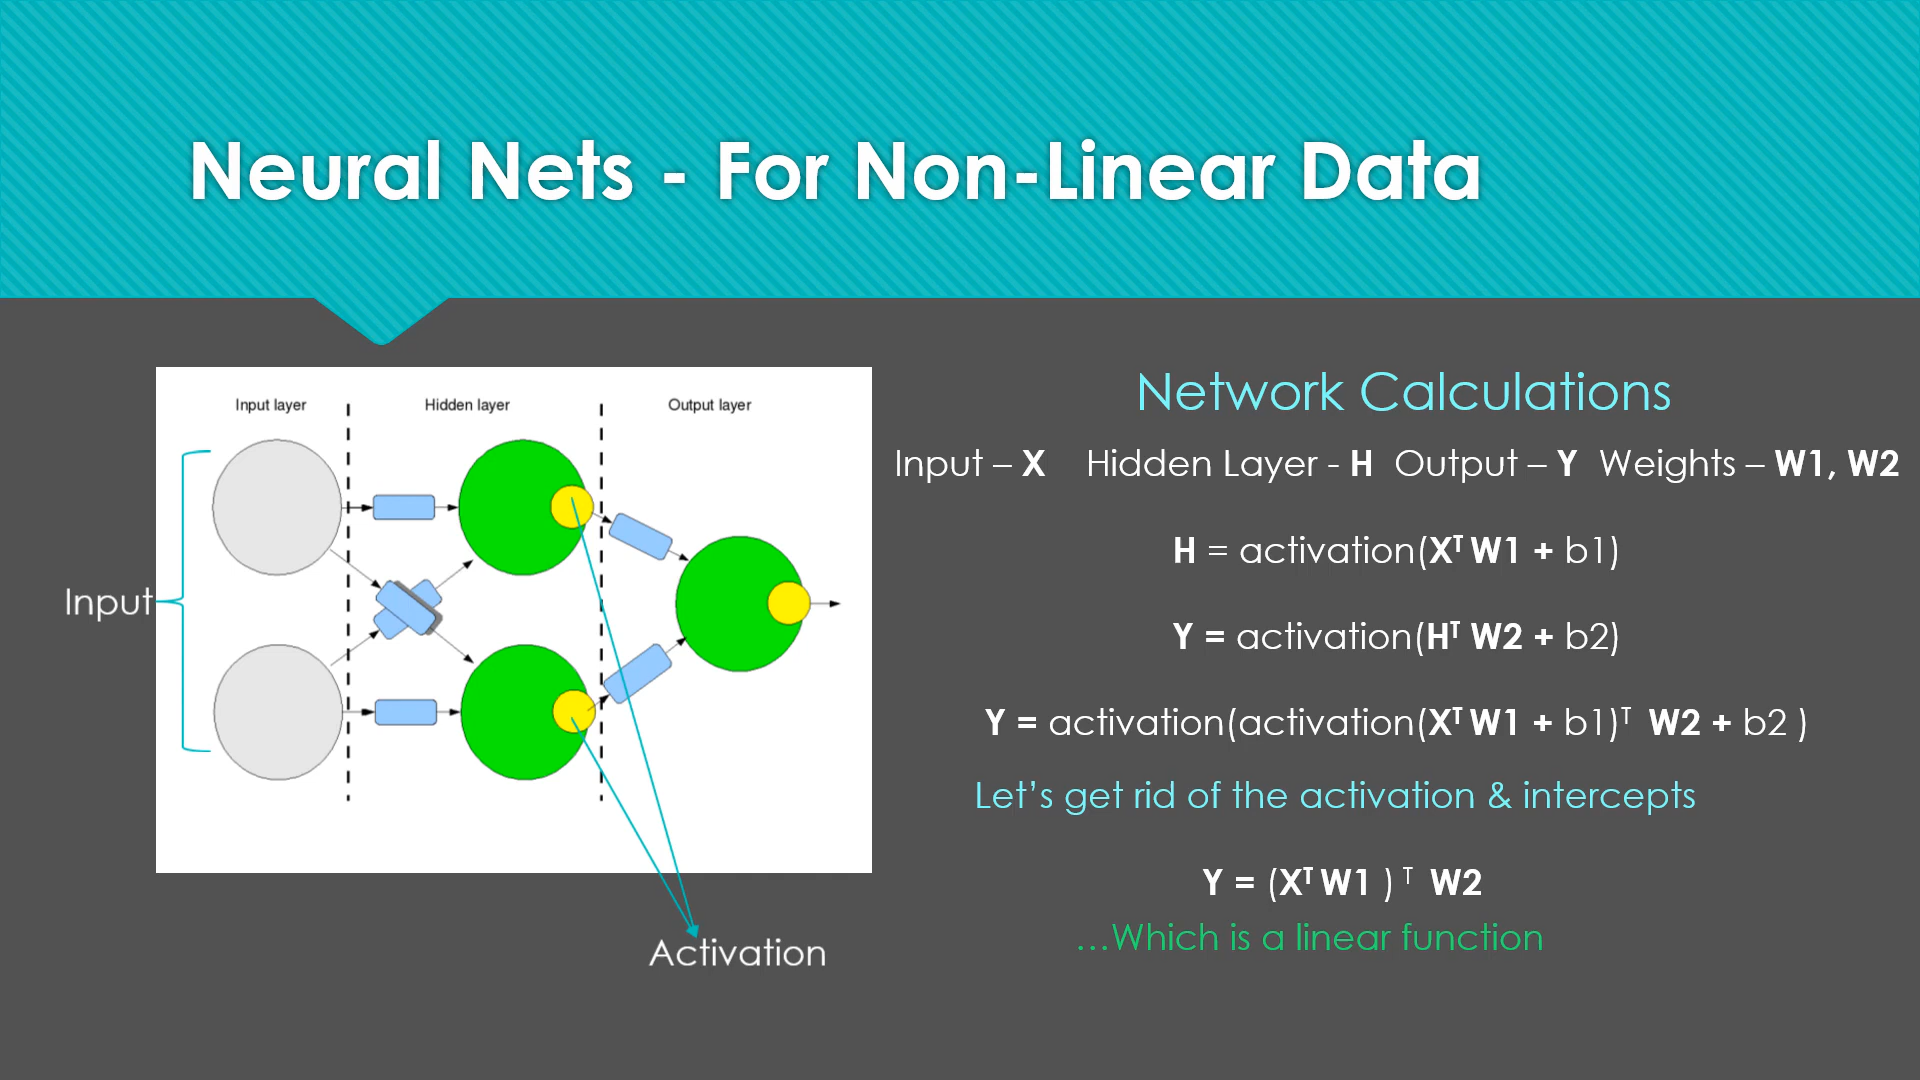 Neural Nets - For Non-Linear Data
Input layer
Hidden layer
Output layer
Input
Activation
Network Calculations
Input – X Hidden Layer - H Output – Y Weights – W1, W2
H = activation(Xᵀ W1 + b1)
Y = activation(Hᵀ W2 + b2)
Y = activation(activation(Xᵀ W1 + b1)ᵀ W2 + b2 )
Let’s get rid of the activation & intercepts
Y = (Xᵀ W1 ) ᵀ W2
...Which is a linear function